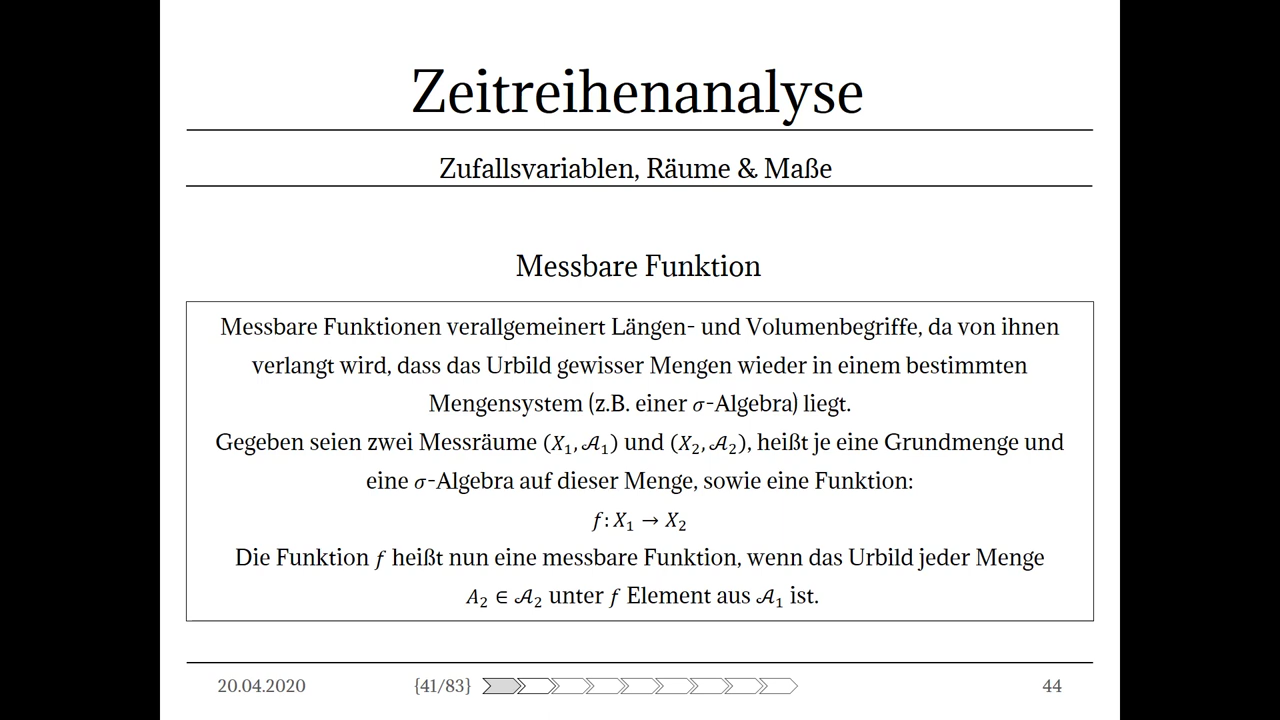 Zeitreihenanalyse
Zufallsvariablen, Räume & Maße
Messbare Funktion
Messbare Funktionen verallgemeinert Längen- und Volumenbegriffe, da von ihnen
verlangt wird, dass das Urbild gewisser Mengen wieder in einem bestimmten
Mengensystem (z.B. einer σ-Algebra) liegt.
Gegeben seien zwei Messräume (X₁, 𝒜₁) und (X₂, 𝒜₂), heißt je eine Grundmenge und
eine σ-Algebra auf dieser Menge, sowie eine Funktion:
f: X₁ → X₂
Die Funktion f heißt nun eine messbare Funktion, wenn das Urbild jeder Menge
A₂ ∈ 𝒜₂ unter f Element aus 𝒜₁ ist.
20.04.2020 {41/83} 44